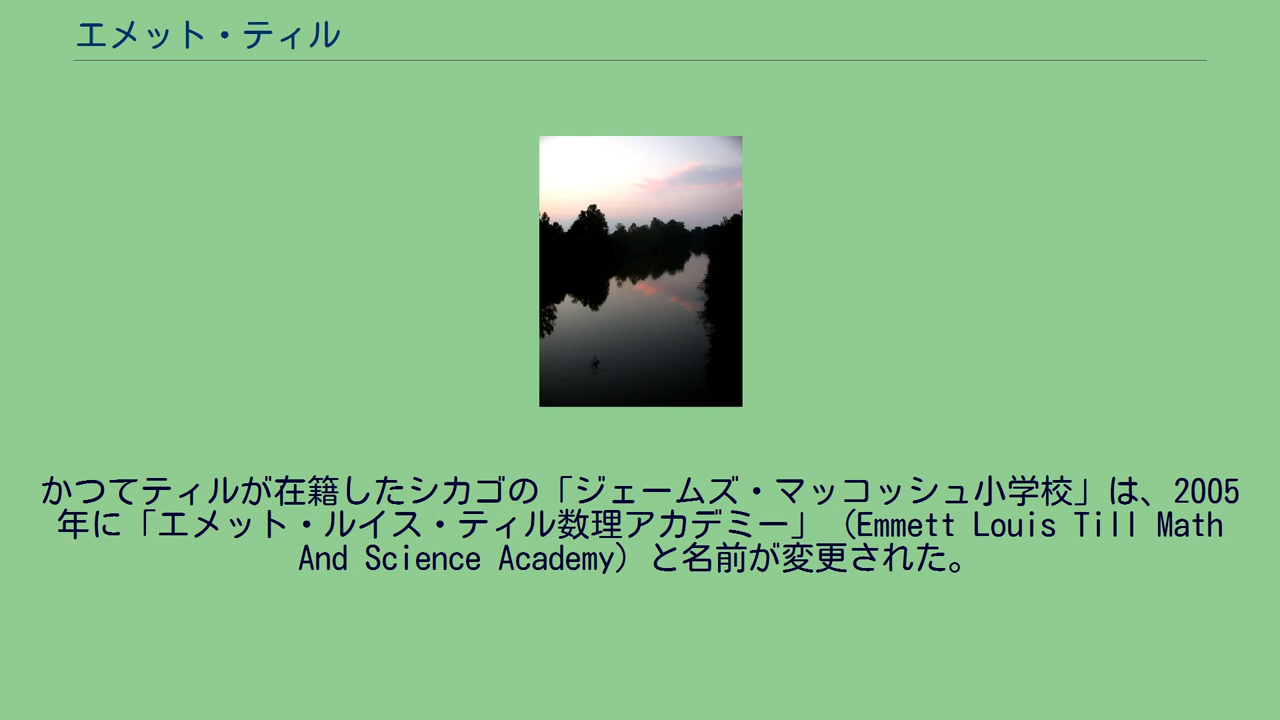 エメット・ティル
かつてティルが在籍したシカゴの「ジェームズ・マッコッシュ小学校」は、2005
年に「エメット・ルイス・ティル数理アカデミー」（Emmett Louis Till Math
And Science Academy）と名前が変更された。